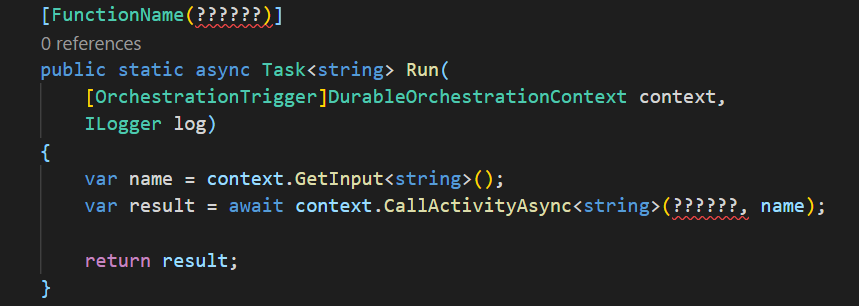 [FunctionName(??????)]
0 references
public static async Task<string> Run(
[OrchestrationTrigger]DurableOrchestrationContext context,
ILogger log)
{
var name = context.GetInput<string>();
var result = await context.CallActivityAsync<string>(??????, name);
return result;
}